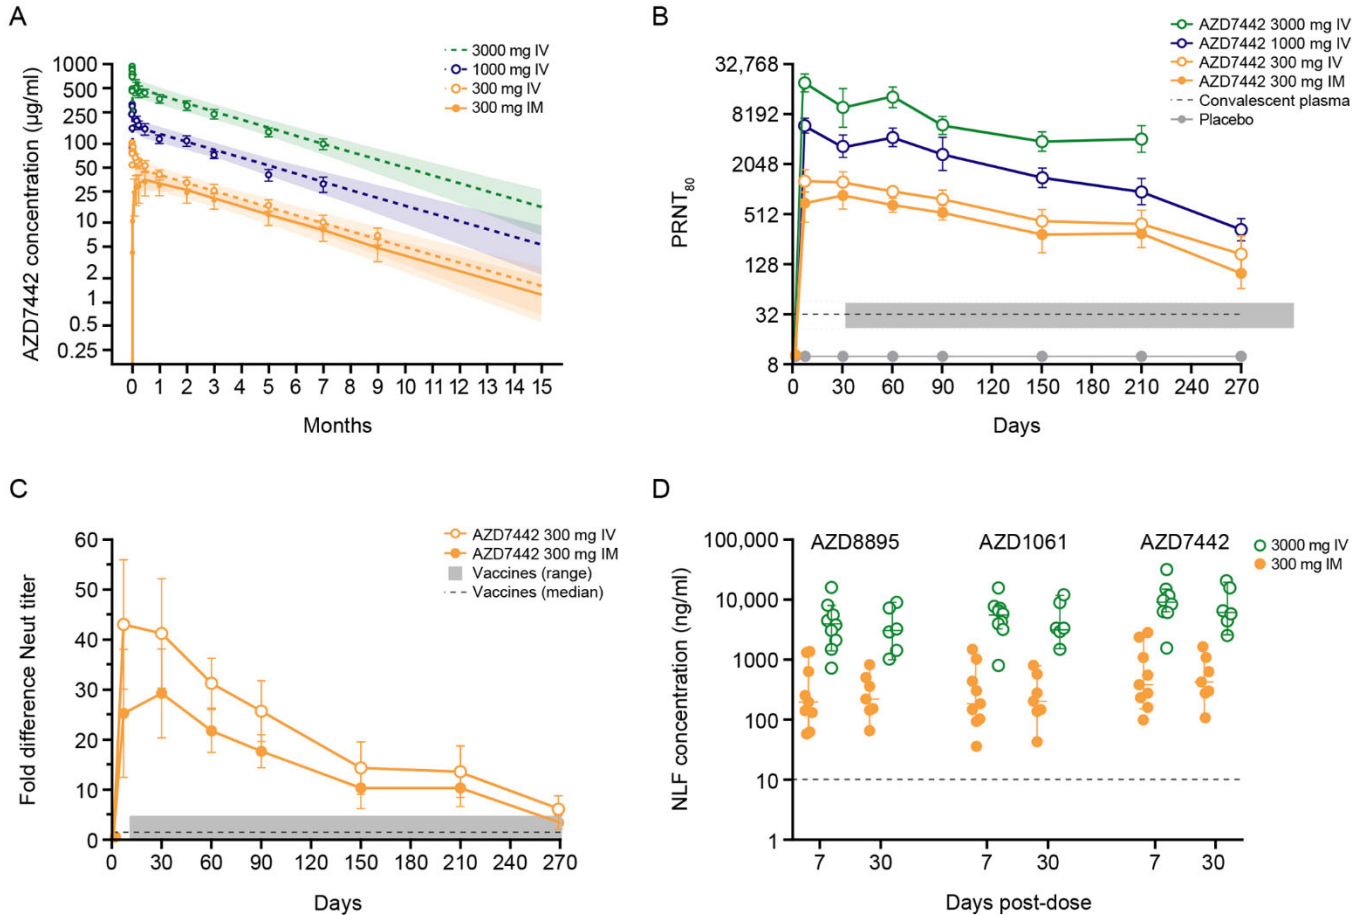 A
AZD7442 concentration (µg/ml)
1000
500
250
100
50
25
10
5
2
1
0.5
0.25
3000 mg IV
1000 mg IV
300 mg IV
300 mg IM
0 1 2 3 4 5 6 7 8 9 10 11 12 13 14 15
Months
B
PRNT80
32,768
8192
2048
512
128
32
8
AZD7442 3000 mg IV
AZD7442 1000 mg IV
AZD7442 300 mg IV
AZD7442 300 mg IM
Convalescent plasma
Placebo
0 30 60 90 120 150 180 210 240 270
Days
C
Fold difference Neut titer
60
50
40
30
20
10
0
AZD7442 300 mg IV
AZD7442 300 mg IM
Vaccines (range)
Vaccines (median)
0 30 60 90 120 150 180 210 240 270
Days
D
NLF concentration (ng/ml)
100,000
10,000
1000
100
10
1
AZD8895 AZD1061 AZD7442
3000 mg IV
300 mg IM
7 30 7 30 7 30
Days post-dose